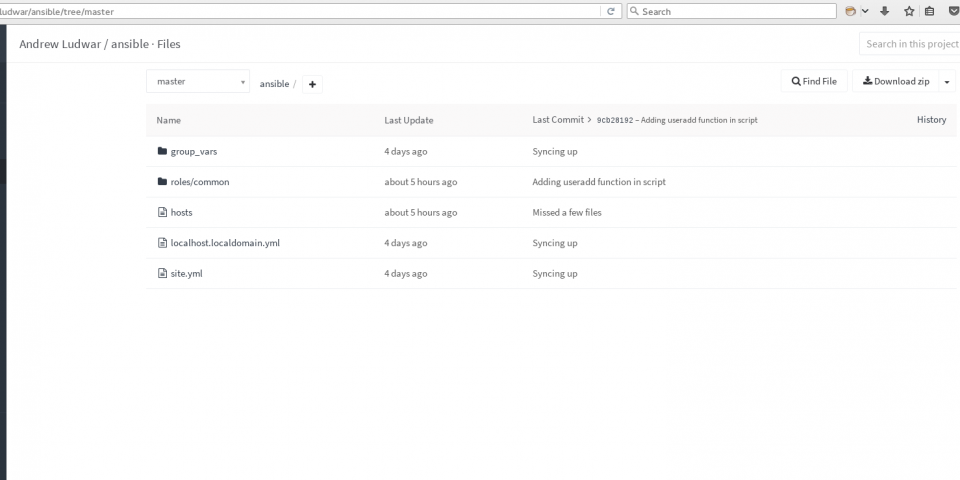 ludwar/ansible/tree/master
Search
Andrew Ludwar / ansible · Files
Search in this project
master
ansible /
Find File
Download zip
Name Last Update Last Commit > 9cb28192 – Adding useradd function in script History
group_vars 4 days ago Syncing up
roles/common about 5 hours ago Adding useradd function in script
hosts about 5 hours ago Missed a few files
localhost.localdomain.yml 4 days ago Syncing up
site.yml 4 days ago Syncing up